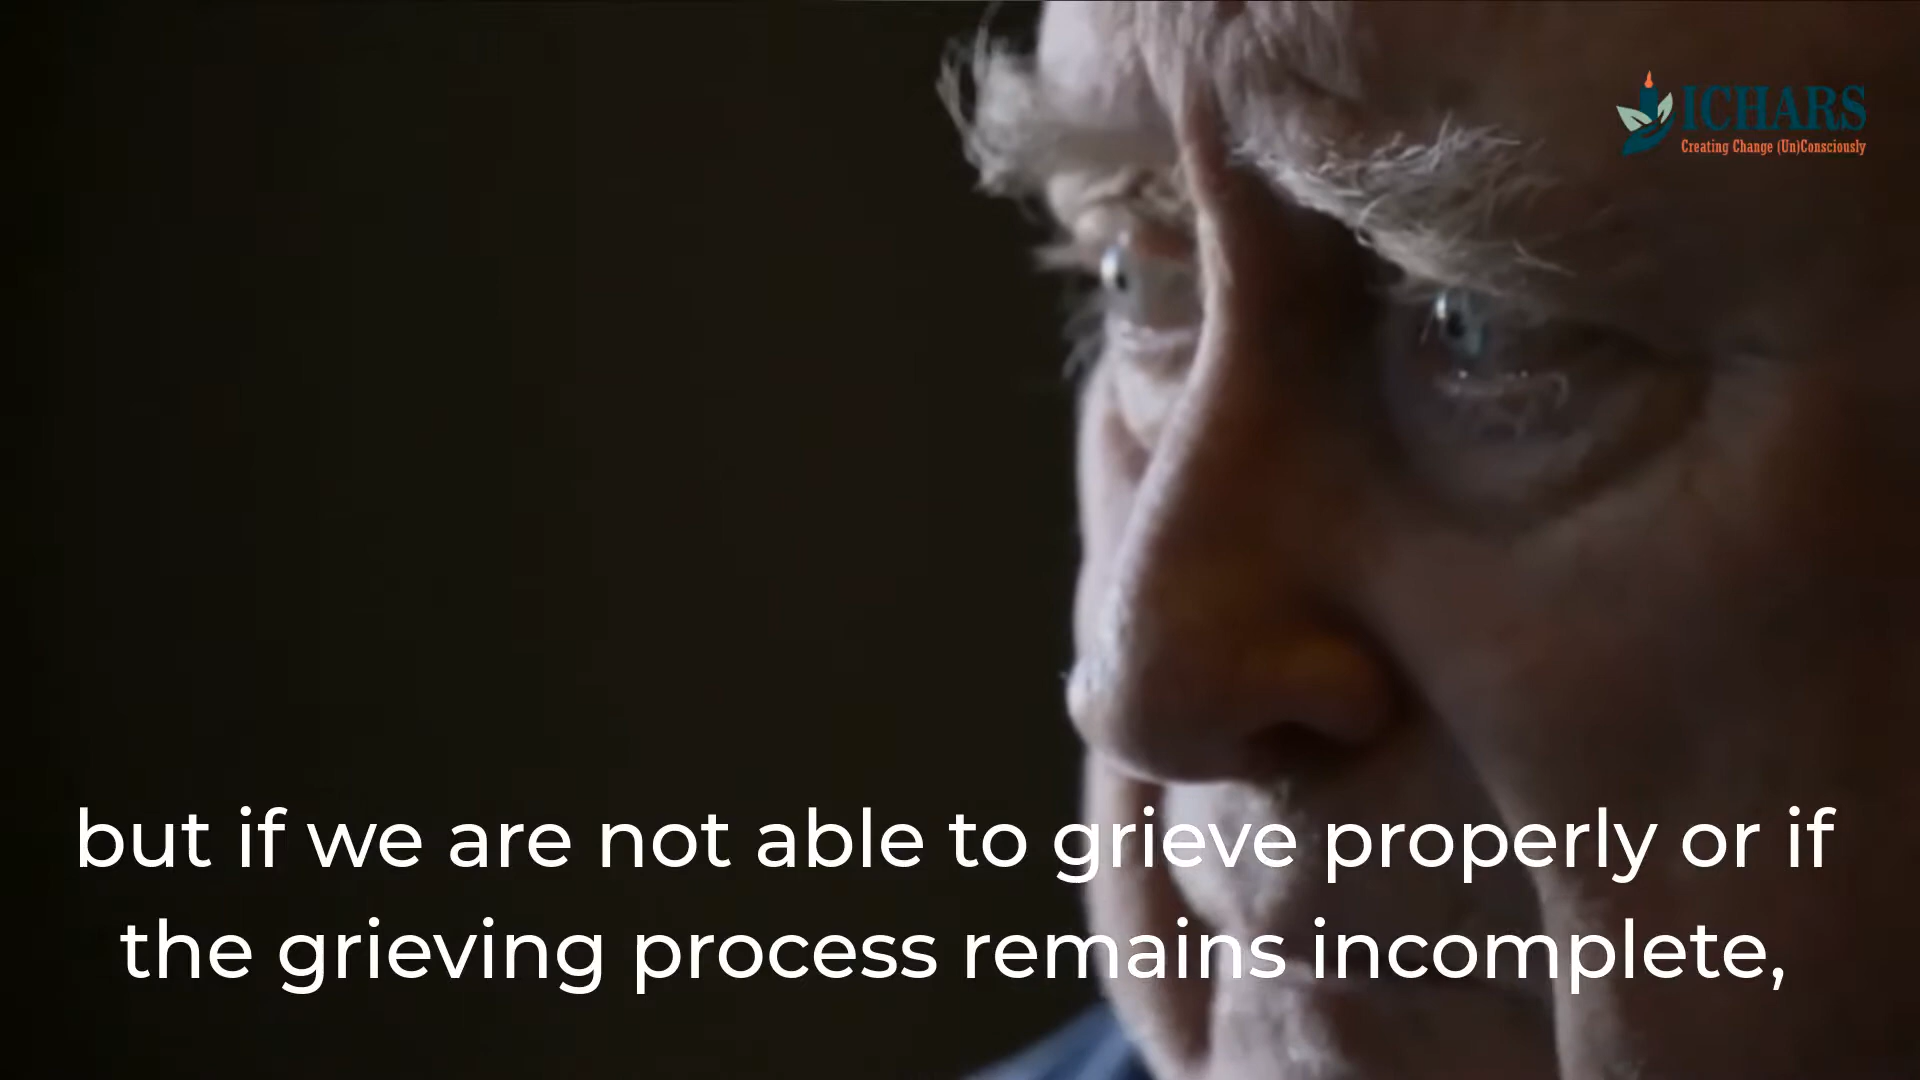 ICHARS
Creating Change (Un)Consciously
but if we are not able to grieve properly or if
the grieving process remains incomplete,